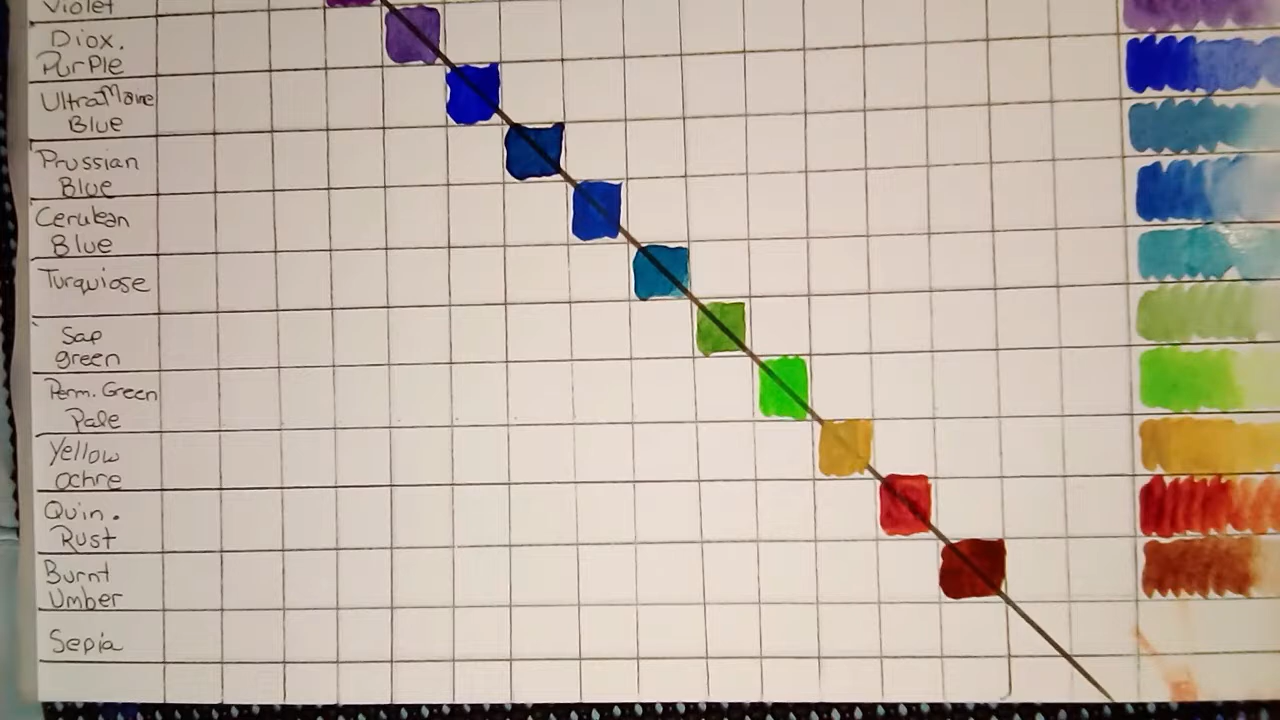 Violet
Diox.
Purple
Ultramarine
Blue
Prussian
Blue
Cerulean
Blue
Turquiose
Sap
green
Perm. Green
Pale
Yellow
ochre
Quin.
Rust
Burnt
Umber
Sepia